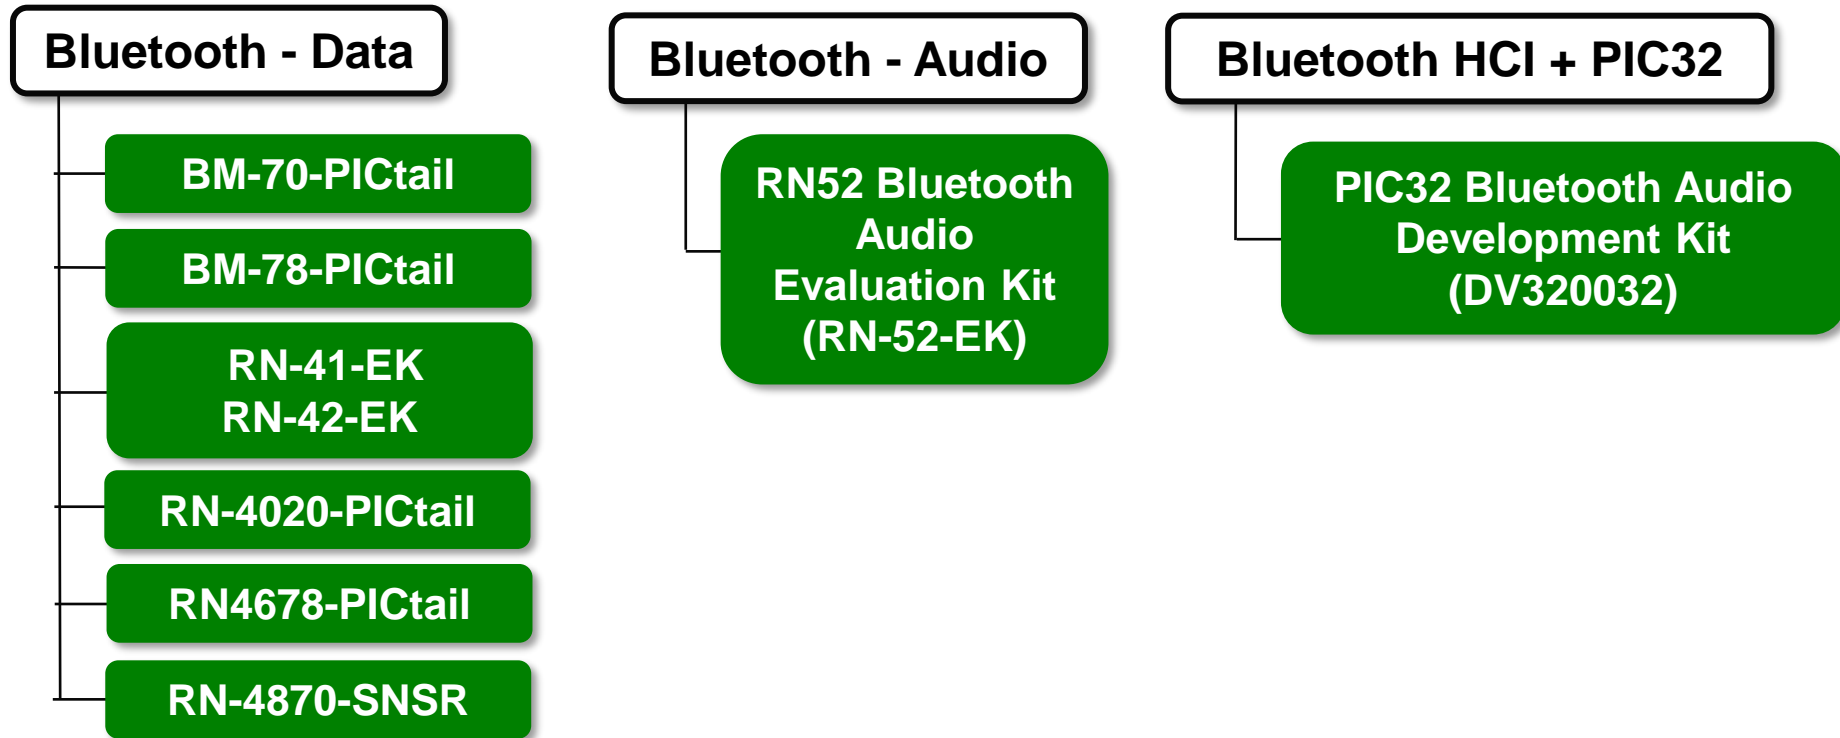 Bluetooth - Data
BM-70-PICtail
BM-78-PICtail
RN-41-EK
RN-42-EK
RN-4020-PICtail
RN4678-PICtail
RN-4870-SNSR
Bluetooth - Audio
RN52 Bluetooth
Audio
Evaluation Kit
(RN-52-EK)
Bluetooth HCI + PIC32
PIC32 Bluetooth Audio
Development Kit
(DV320032)